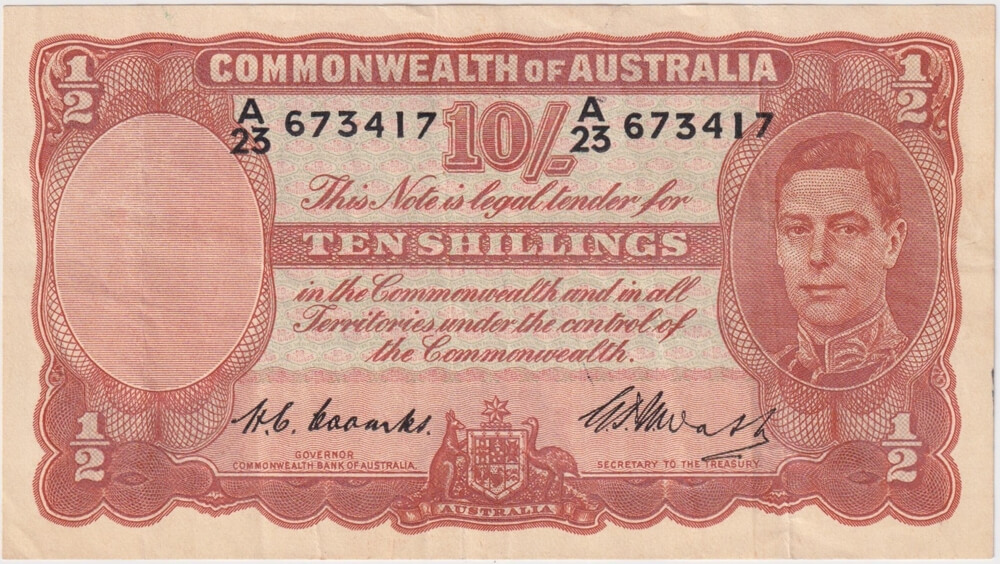 1/2 1/2
COMMONWEALTH OF AUSTRALIA
A/23 673417 10/- A/23 673417
This Note is legal tender for
TEN SHILLINGS
in the Commonwealth and in all
Territories under the control of
the Commonwealth.
H. C. Coombs.
GOVERNOR
COMMONWEALTH BANK OF AUSTRALIA.
SECRETARY TO THE TREASURY
1/2 1/2
AUSTRALIA